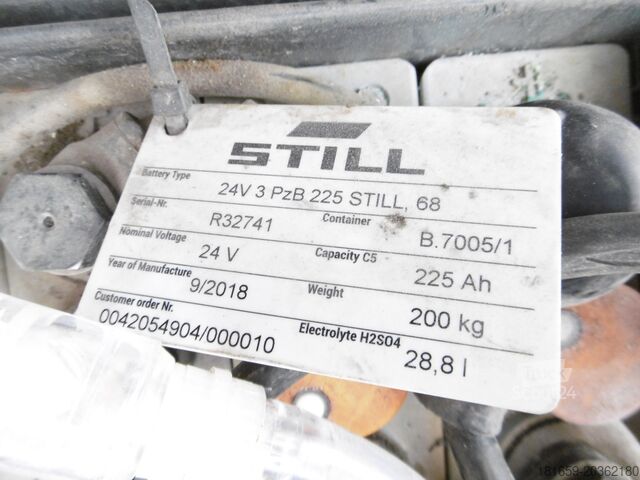 STILL
Battery Type
24V 3 PzB 225 STILL, 68
Serial-Nr.
R32741
Container
B.7005/1
Nominal Voltage
24 V
Capacity C5
225 Ah
Year of Manufacture
9/2018
Weight
200 kg
Customer order Nr.
0042054904/000010
Electrolyte H2SO4
28,8 l
181659-20362180